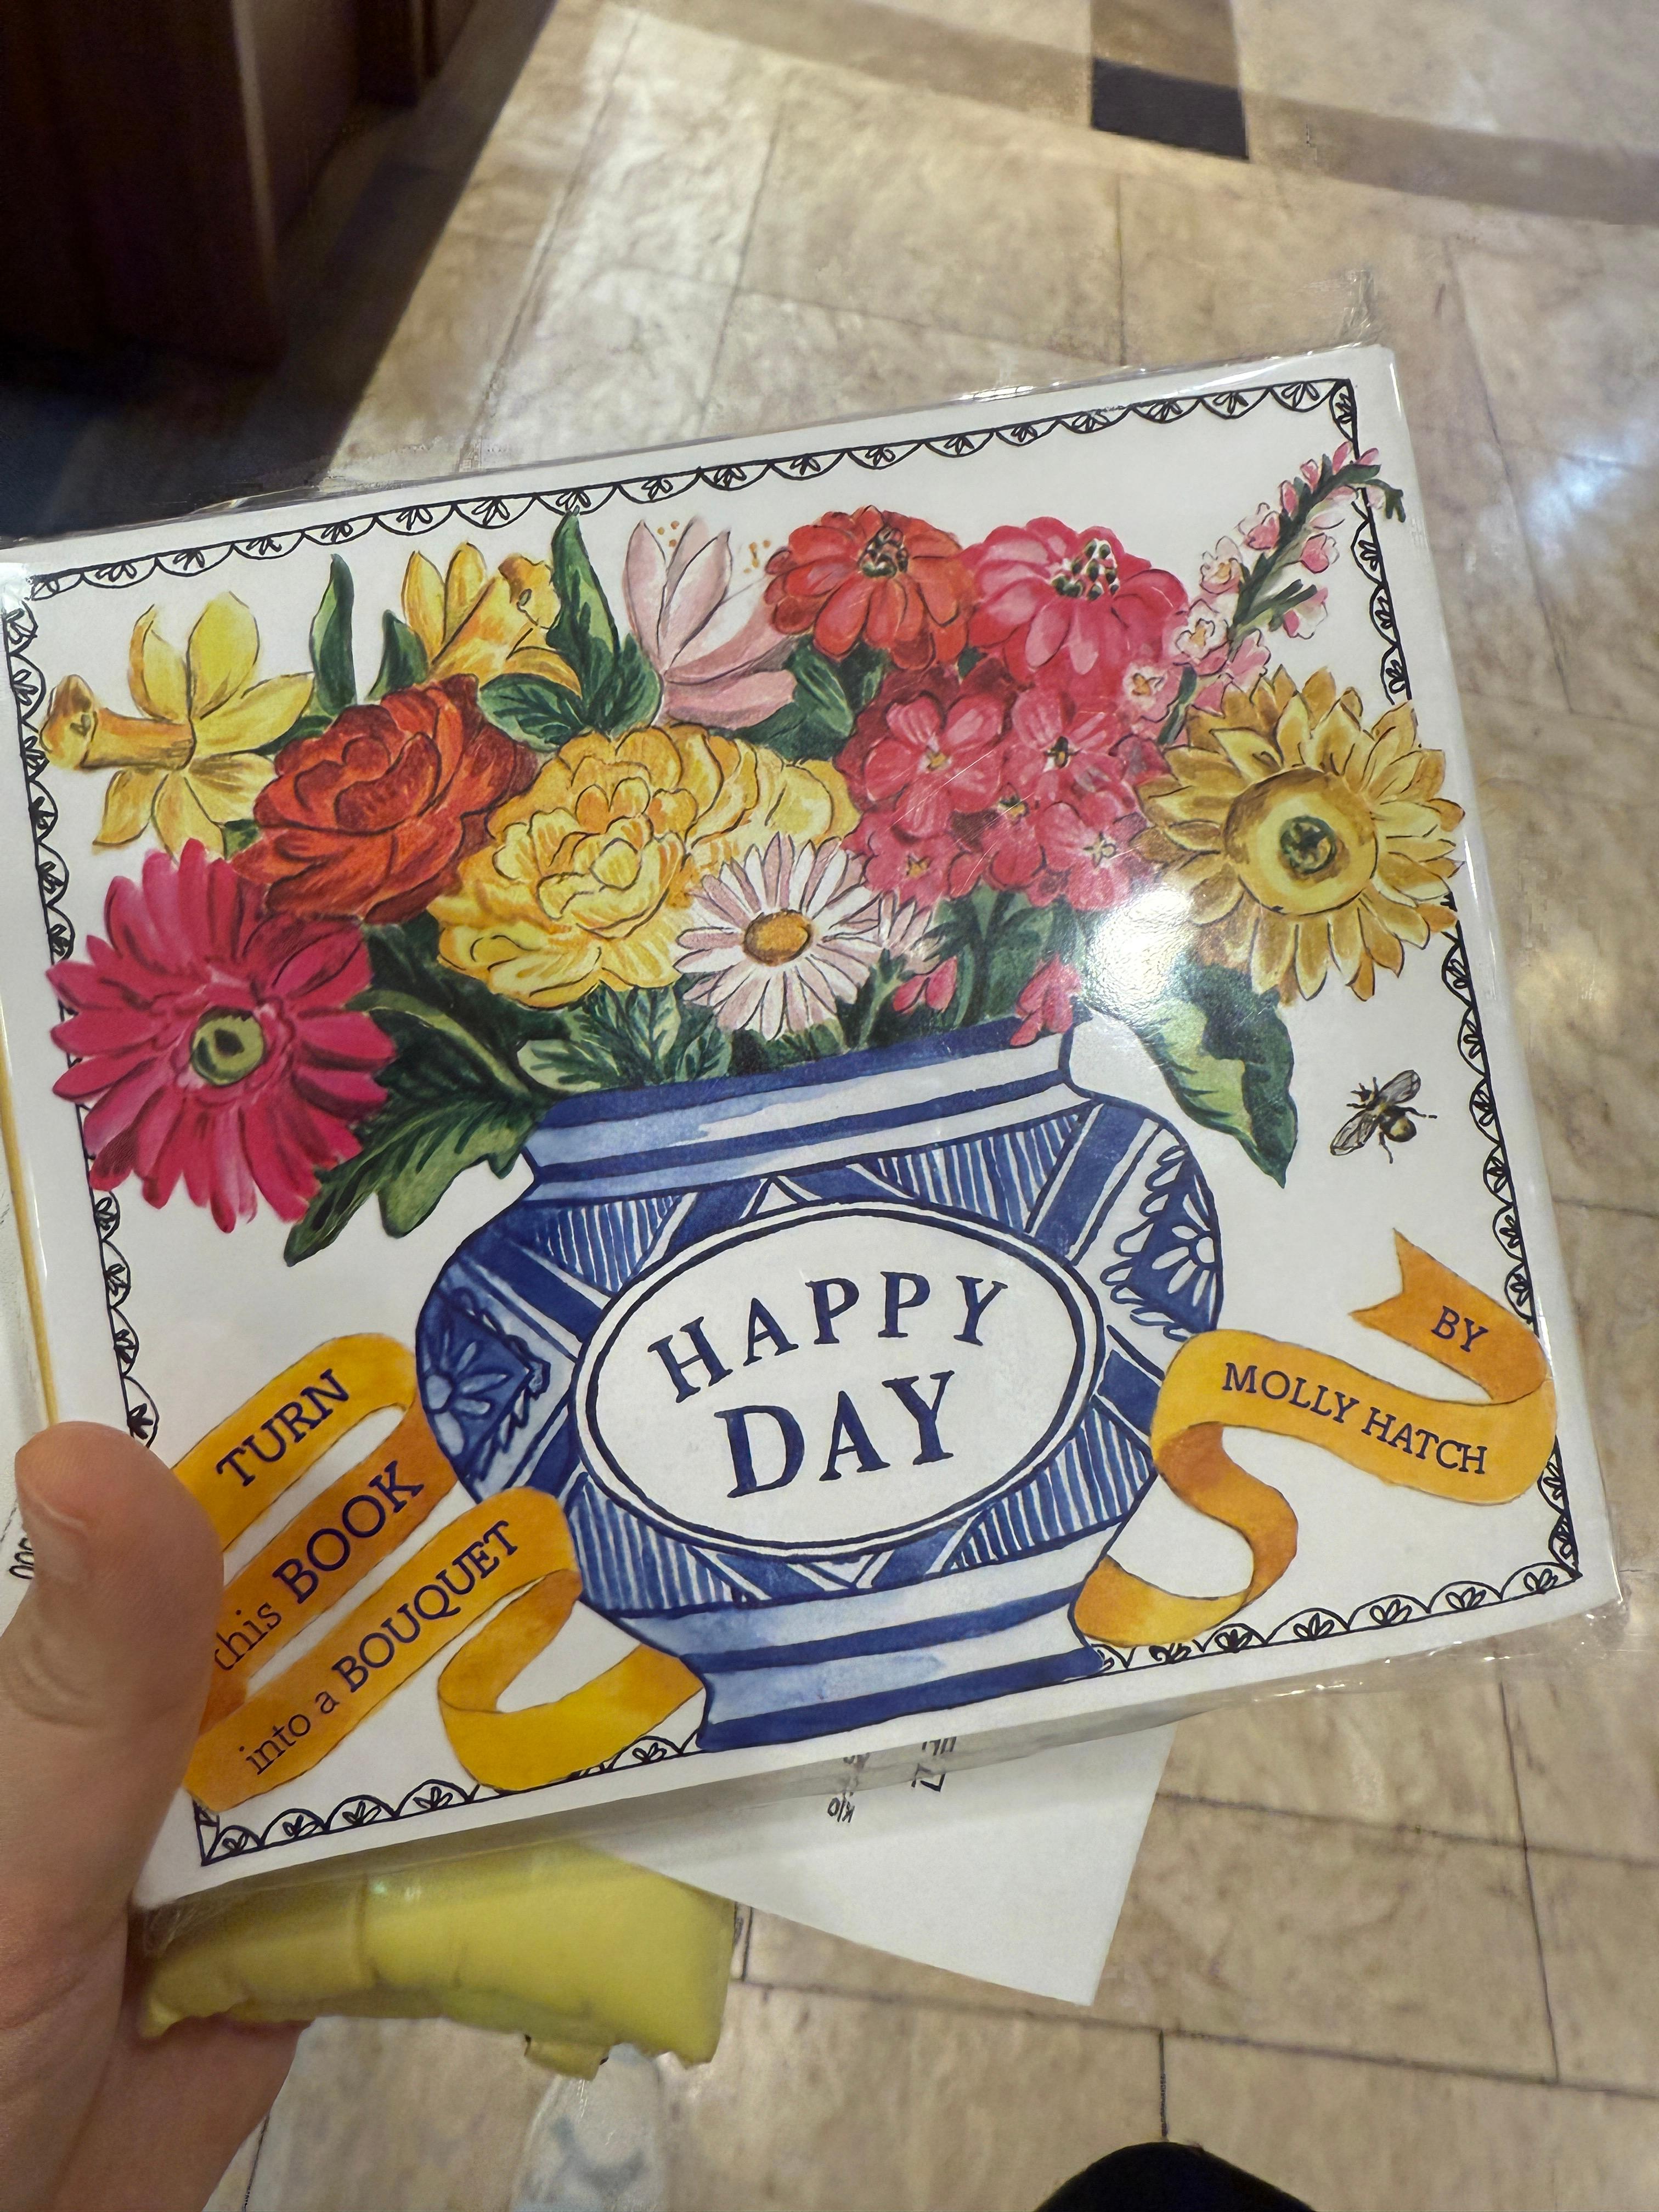 HAPPY
DAY
TURN
this BOOK
into a BOUQUET
BY
MOLLY HATCH